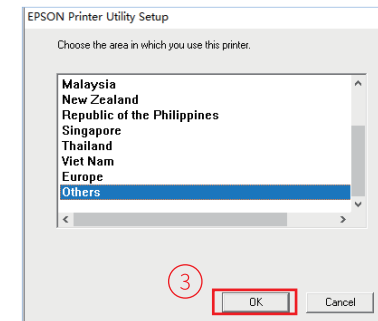 EPSON Printer Utility Setup
Choose the area in which you use this printer.
Malaysia
New Zealand
Republic of the Philippines
Singapore
Thailand
Viet Nam
Europe
Others
3
OK
Cancel